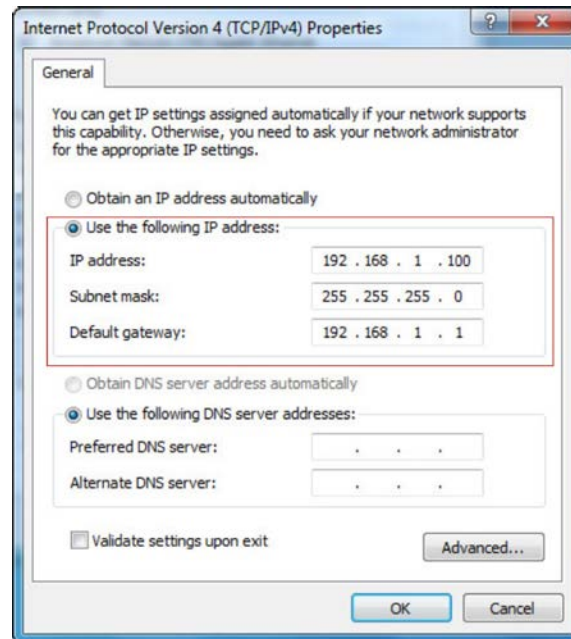 Internet Protocol Version 4 (TCP/IPv4) Properties
General
You can get IP settings assigned automatically if your network supports
this capability. Otherwise, you need to ask your network administrator
for the appropriate IP settings.
Obtain an IP address automatically
Use the following IP address:
IP address: 192 . 168 . 1 . 100
Subnet mask: 255 . 255 . 255 . 0
Default gateway: 192 . 168 . 1 . 1
Obtain DNS server address automatically
Use the following DNS server addresses:
Preferred DNS server: . . .
Alternate DNS server: . . .
Validate settings upon exit
Advanced...
OK Cancel